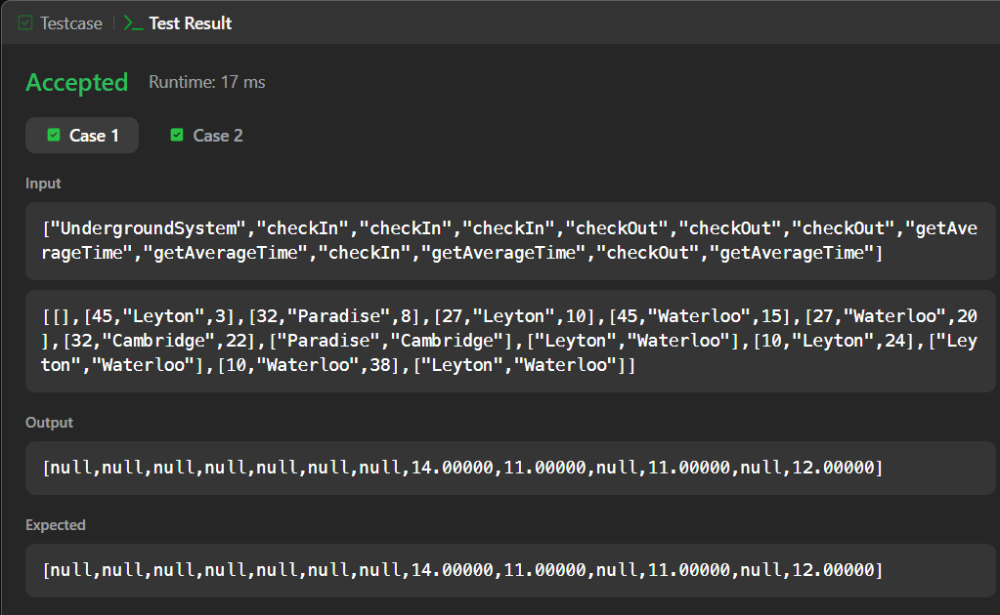 Testcase
Test Result
Accepted Runtime: 17 ms
Case 1 Case 2
Input
["UndergroundSystem","checkIn","checkIn","checkIn","checkOut","checkOut","checkOut","getAve
rageTime","getAverageTime","checkIn","getAverageTime","checkOut","getAverageTime"]
[[],[45,"Leyton",3],[32,"Paradise",8],[27,"Leyton",10],[45,"Waterloo",15],[27,"Waterloo",20
],[32,"Cambridge",22],["Paradise","Cambridge"],["Leyton","Waterloo"],[10,"Leyton",24],["Ley
ton","Waterloo"],[10,"Waterloo",38],["Leyton","Waterloo"]]
Output
[null,null,null,null,null,null,null,14.00000,11.00000,null,11.00000,null,12.00000]
Expected
[null,null,null,null,null,null,null,14.00000,11.00000,null,11.00000,null,12.00000]